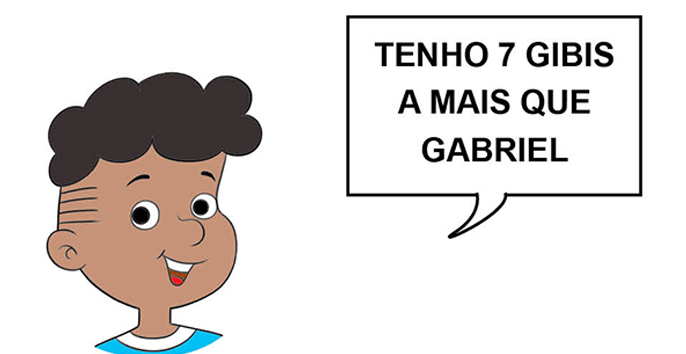 TENHO 7 GIBIS
A MAIS QUE
GABRIEL